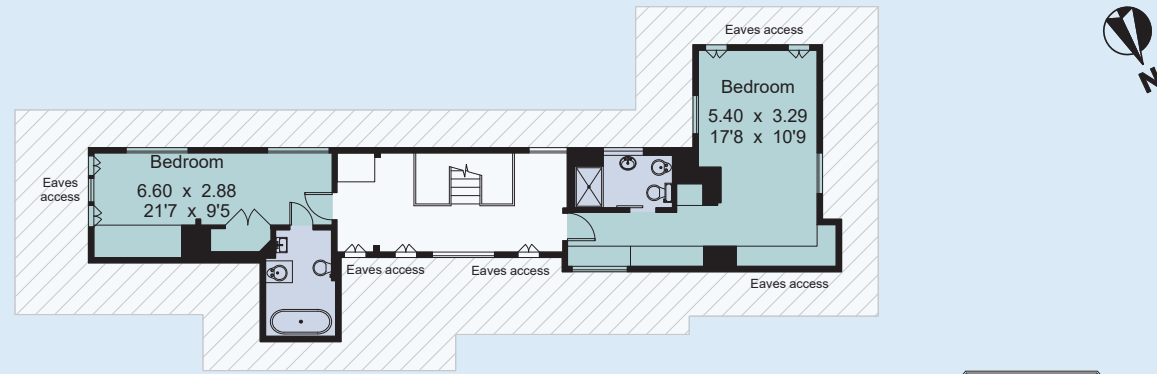 Eaves access
Bedroom
5.40 x 3.29
17'8 x 10'9
N
Bedroom
6.60 x 2.88
21'7 x 9'5
Eaves
access
Eaves access
Eaves access
Eaves access